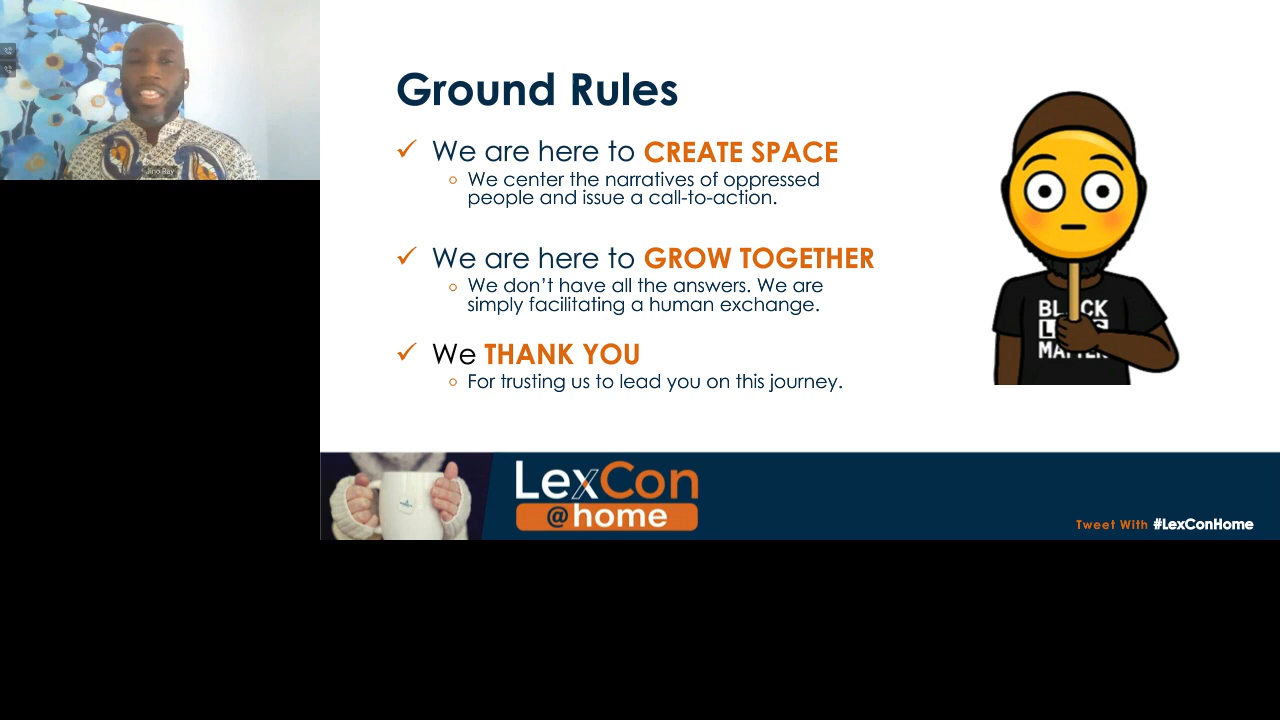 Jino Ray
Ground Rules
✓ We are here to CREATE SPACE
○ We center the narratives of oppressed
people and issue a call-to-action.
✓ We are here to GROW TOGETHER
○ We don’t have all the answers. We are
simply facilitating a human exchange.
✓ We THANK YOU
○ For trusting us to lead you on this journey.
BLACK
MATTER
LexCon
@home
Tweet With #LexConHome